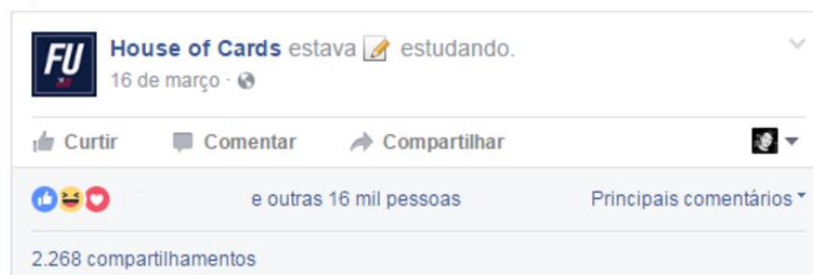 FU
House of Cards estava estudando.
16 de março ·
Curtir Comentar Compartilhar
e outras 16 mil pessoas Principais comentários
2.268 compartilhamentos